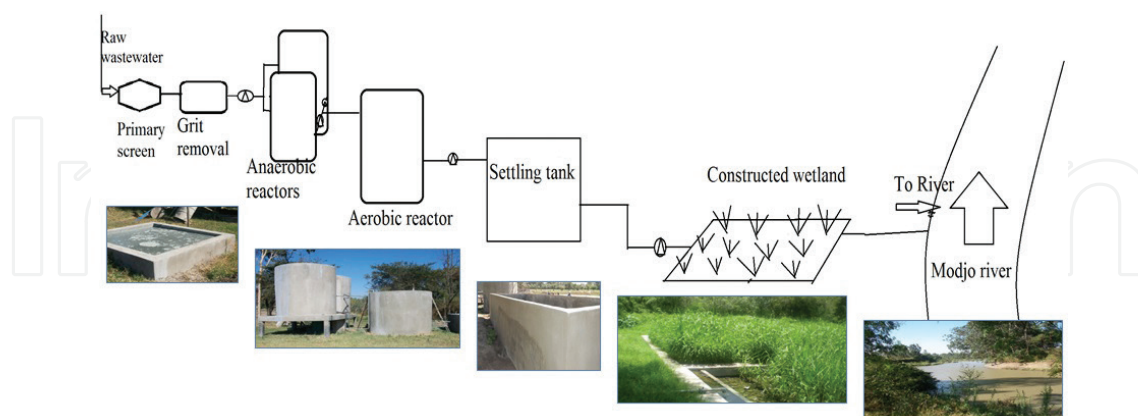 Raw
wastewater
Primary
screen
Grit
removal
Anaerobic
reactors
Aerobic reactor
Settling tank
Constructed wetland
To River
Modjo river